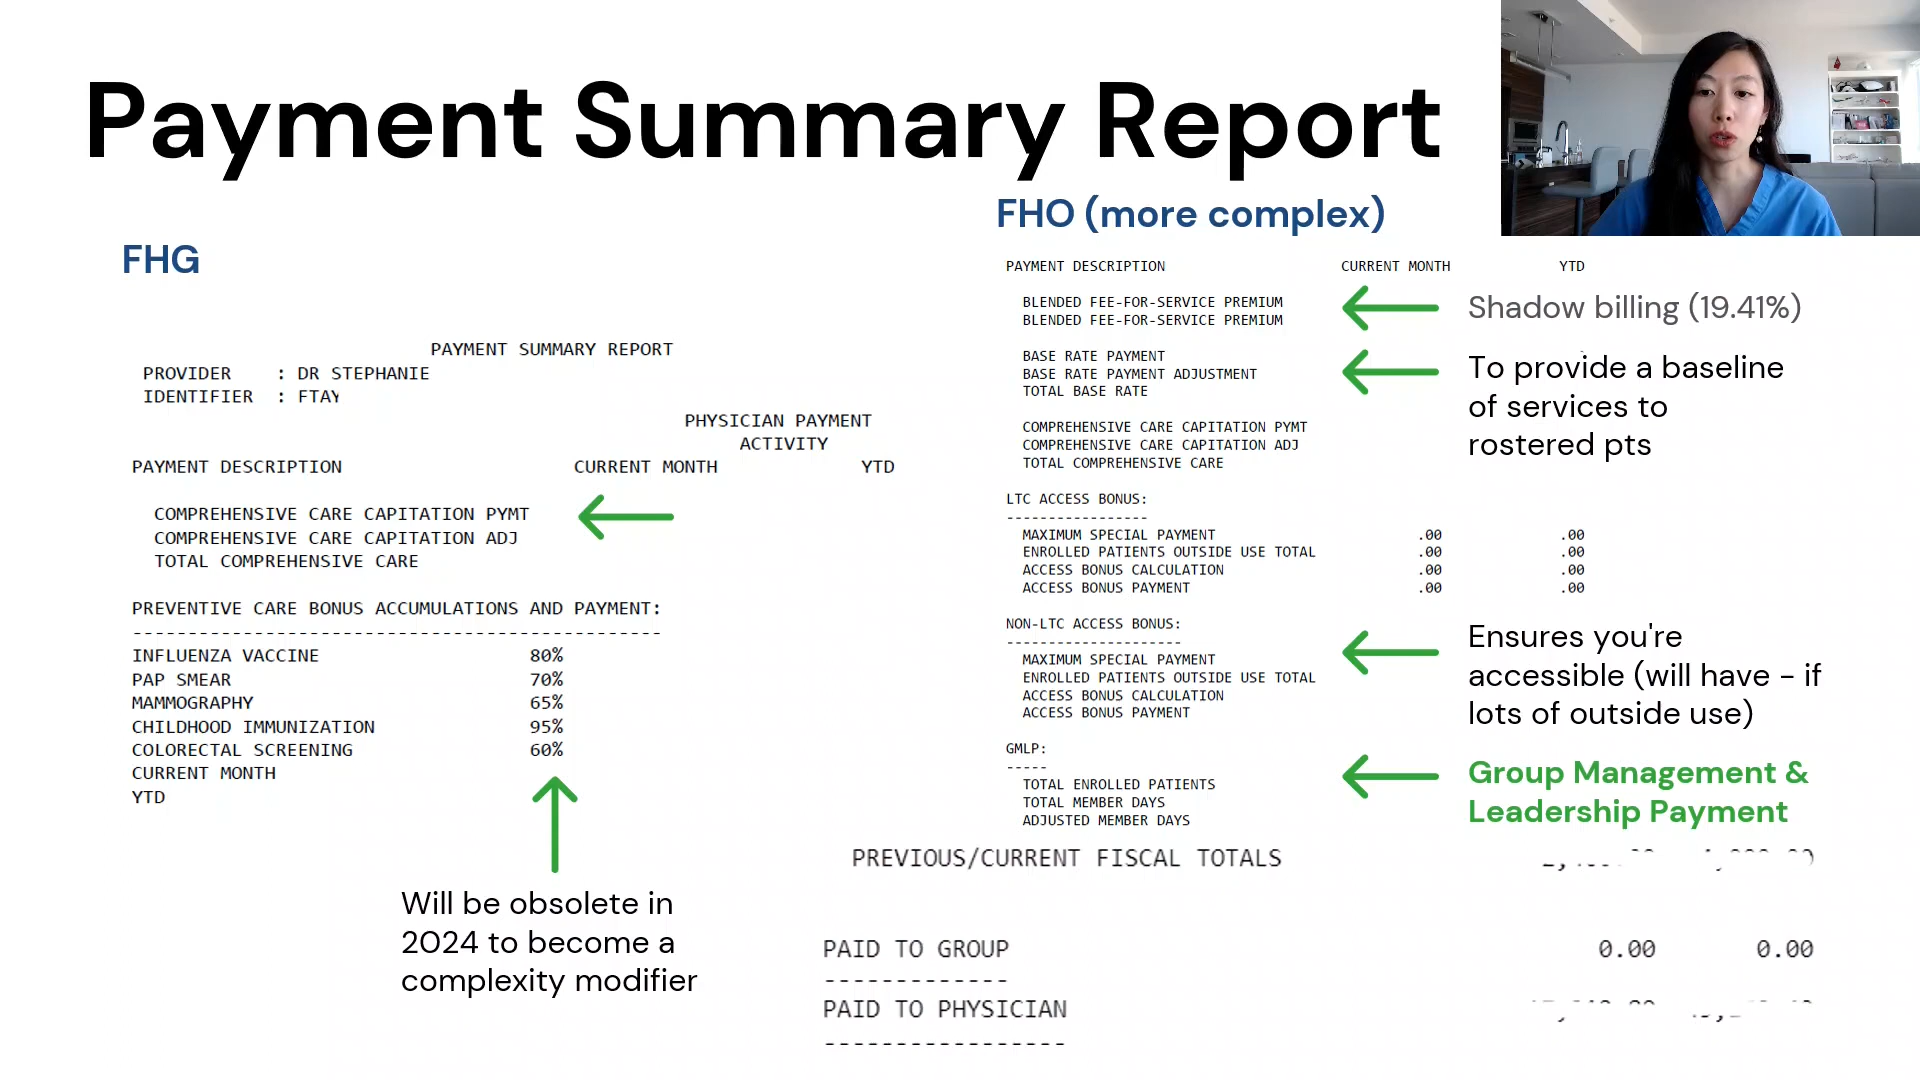 Payment Summary Report
FHG
PAYMENT SUMMARY REPORT
PROVIDER : DR STEPHANIE
IDENTIFIER : FTAY
PHYSICIAN PAYMENT
ACTIVITY
PAYMENT DESCRIPTION CURRENT MONTH YTD
COMPREHENSIVE CARE CAPITATION PYMT
COMPREHENSIVE CARE CAPITATION ADJ
TOTAL COMPREHENSIVE CARE
PREVENTIVE CARE BONUS ACCUMULATIONS AND PAYMENT:
------------------------------------------------
INFLUENZA VACCINE 80%
PAP SMEAR 70%
MAMMOGRAPHY 65%
CHILDHOOD IMMUNIZATION 95%
COLORECTAL SCREENING 60%
CURRENT MONTH
YTD
Will be obsolete in
2024 to become a
complexity modifier
FHO (more complex)
PAYMENT DESCRIPTION CURRENT MONTH YTD
BLENDED FEE-FOR-SERVICE PREMIUM
BLENDED FEE-FOR-SERVICE PREMIUM
Shadow billing (19.41%)
BASE RATE PAYMENT
BASE RATE PAYMENT ADJUSTMENT
TOTAL BASE RATE
To provide a baseline
of services to
rostered pts
COMPREHENSIVE CARE CAPITATION PYMT
COMPREHENSIVE CARE CAPITATION ADJ
TOTAL COMPREHENSIVE CARE
LTC ACCESS BONUS:
-----------------
MAXIMUM SPECIAL PAYMENT .00 .00
ENROLLED PATIENTS OUTSIDE USE TOTAL .00 .00
ACCESS BONUS CALCULATION .00 .00
ACCESS BONUS PAYMENT .00 .00
NON-LTC ACCESS BONUS:
---------------------
MAXIMUM SPECIAL PAYMENT
ENROLLED PATIENTS OUTSIDE USE TOTAL
ACCESS BONUS CALCULATION
ACCESS BONUS PAYMENT
Ensures you're
accessible (will have - if
lots of outside use)
GMLP:
-----
TOTAL ENROLLED PATIENTS
TOTAL MEMBER DAYS
ADJUSTED MEMBER DAYS
Group Management &
Leadership Payment
PREVIOUS/CURRENT FISCAL TOTALS
PAID TO GROUP 0.00 0.00
-------------
PAID TO PHYSICIAN
-----------------